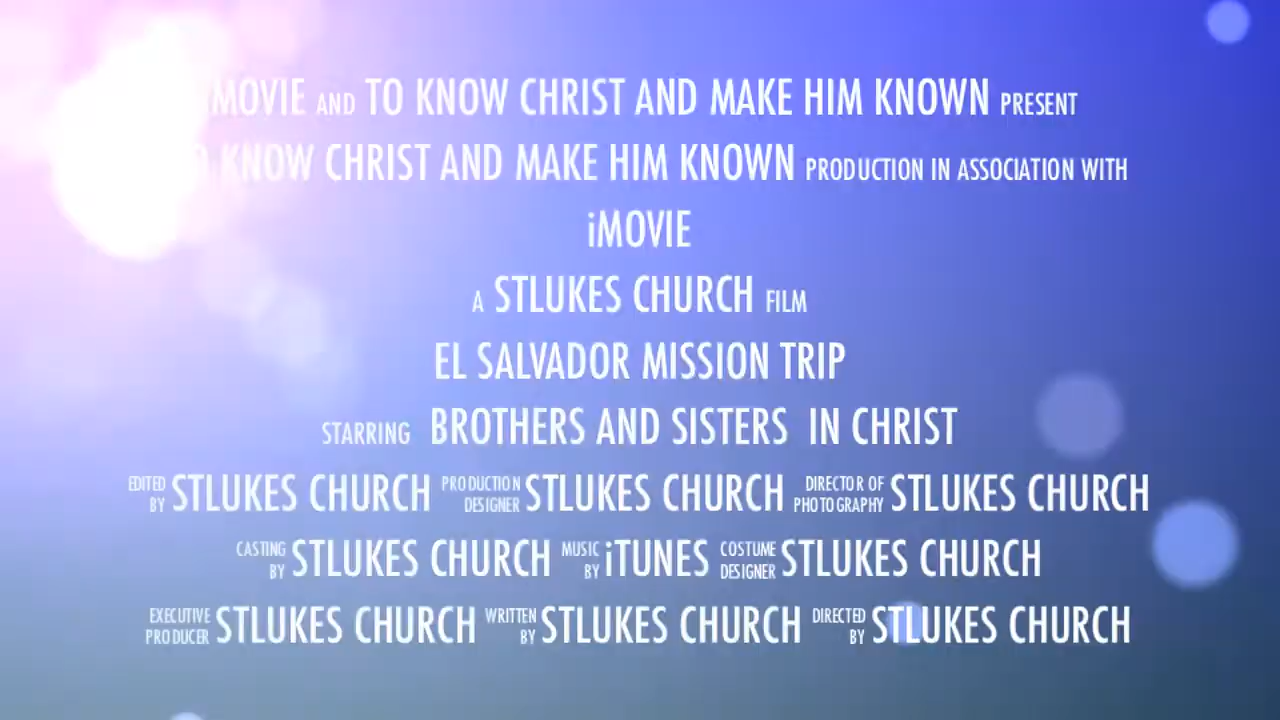 MOVIE AND TO KNOW CHRIST AND MAKE HIM KNOWN PRESENT
KNOW CHRIST AND MAKE HIM KNOWN PRODUCTION IN ASSOCIATION WITH
iMOVIE
A STLUKES CHURCH FILM
EL SALVADOR MISSION TRIP
STARRING BROTHERS AND SISTERS IN CHRIST
EDITED BY STLUKES CHURCH PRODUCTION DESIGNER STLUKES CHURCH DIRECTOR OF PHOTOGRAPHY STLUKES CHURCH
CASTING BY STLUKES CHURCH MUSIC BY iTUNES COSTUME DESIGNER STLUKES CHURCH
EXECUTIVE PRODUCER STLUKES CHURCH WRITTEN BY STLUKES CHURCH DIRECTED BY STLUKES CHURCH